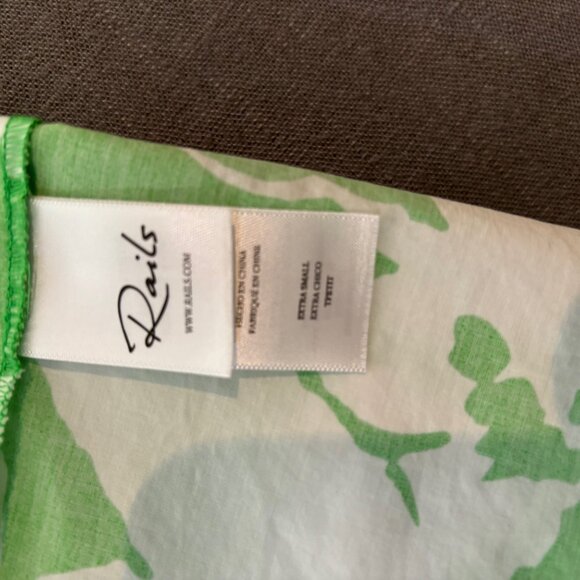 Rails
WWW.RAILS.COM
HECHO EN CHINA
FABRIQUÉ EN CHINE
EXTRA SMALL
EXTRA CHICO
TPETIT